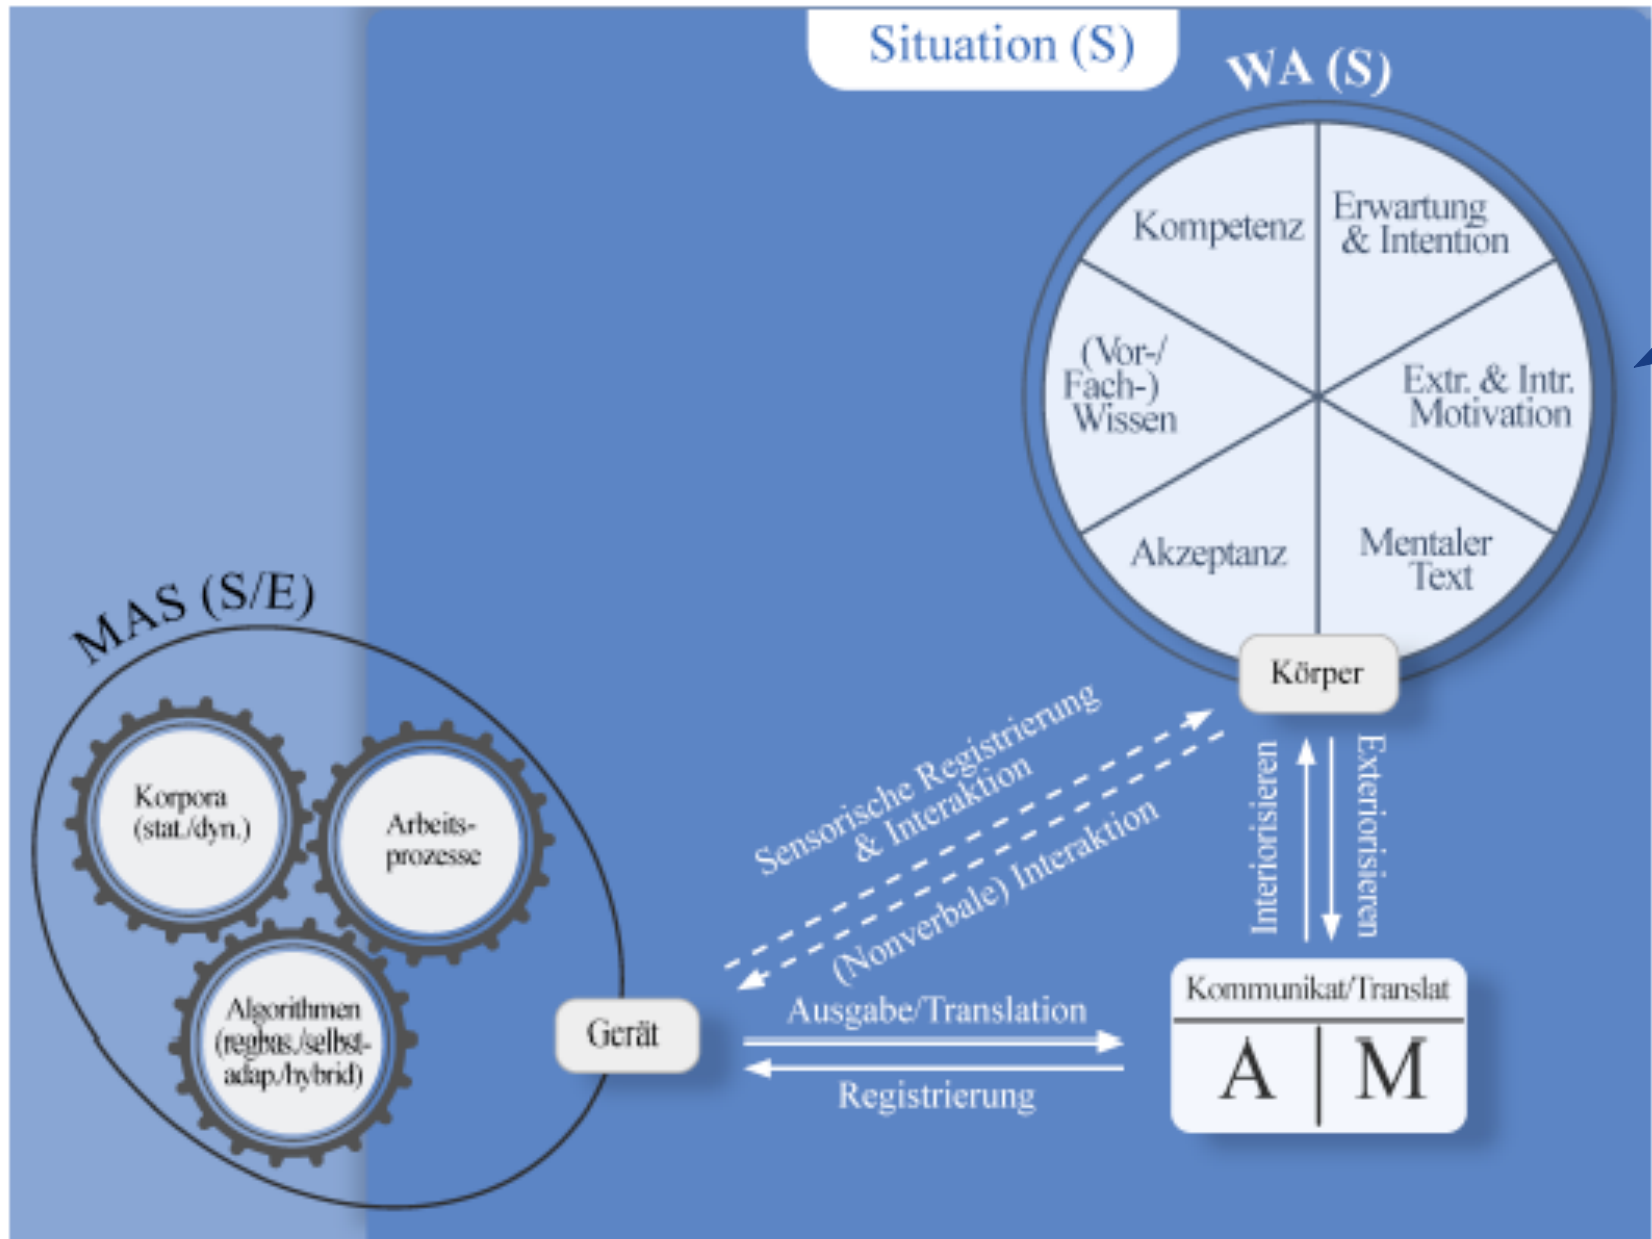 Situation (S)
WA (S)
Kompetenz
Erwartung
& Intention
(Vor-/
Fach-)
Wissen
Extr. & Intr.
Motivation
Akzeptanz
Mentaler
Text
Körper
MAS (S/E)
Korpora
(stat./dyn.)
Arbeits-
prozesse
Algorithmen
(regbas./selbst-
adap./hybrid)
Gerät
Sensorische Registrierung
& Interaktion
(Nonverbale) Interaktion
Interiorisieren
Exteriorisieren
Ausgabe/Translation
Registrierung
Kommunikat/Translat
A M